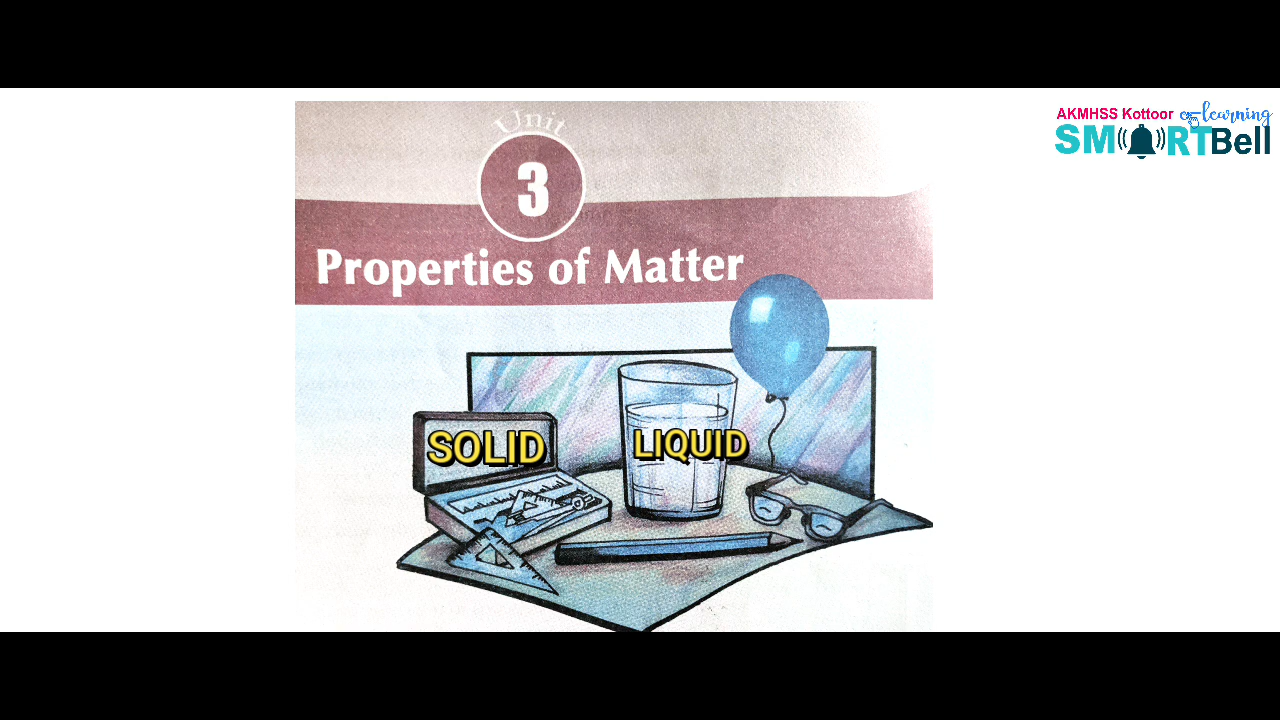 Unit
3
Properties of Matter
SOLID
LIQUID
AKMHSS Kottoor e-learning
SMARTBell